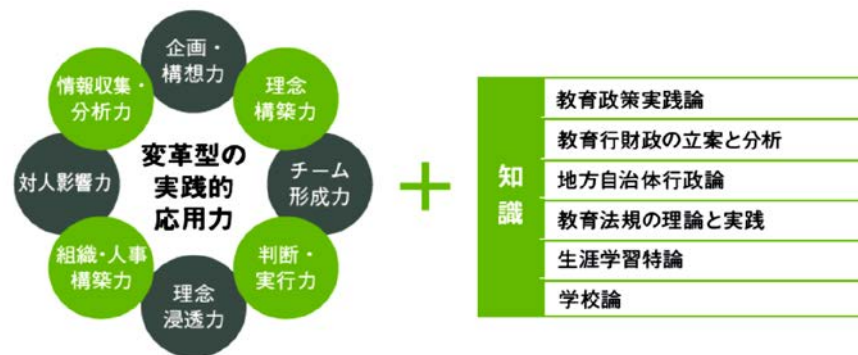 企画・
構想力
理念
構築力
チーム
形成力
判断・
実行力
理念
浸透力
組織・人事
構築力
対人影響力
情報収集・
分析力
変革型の
実践的
応用力
+
知識
教育政策実践論
教育行財政の立案と分析
地方自治体行政論
教育法規の理論と実践
生涯学習特論
学校論